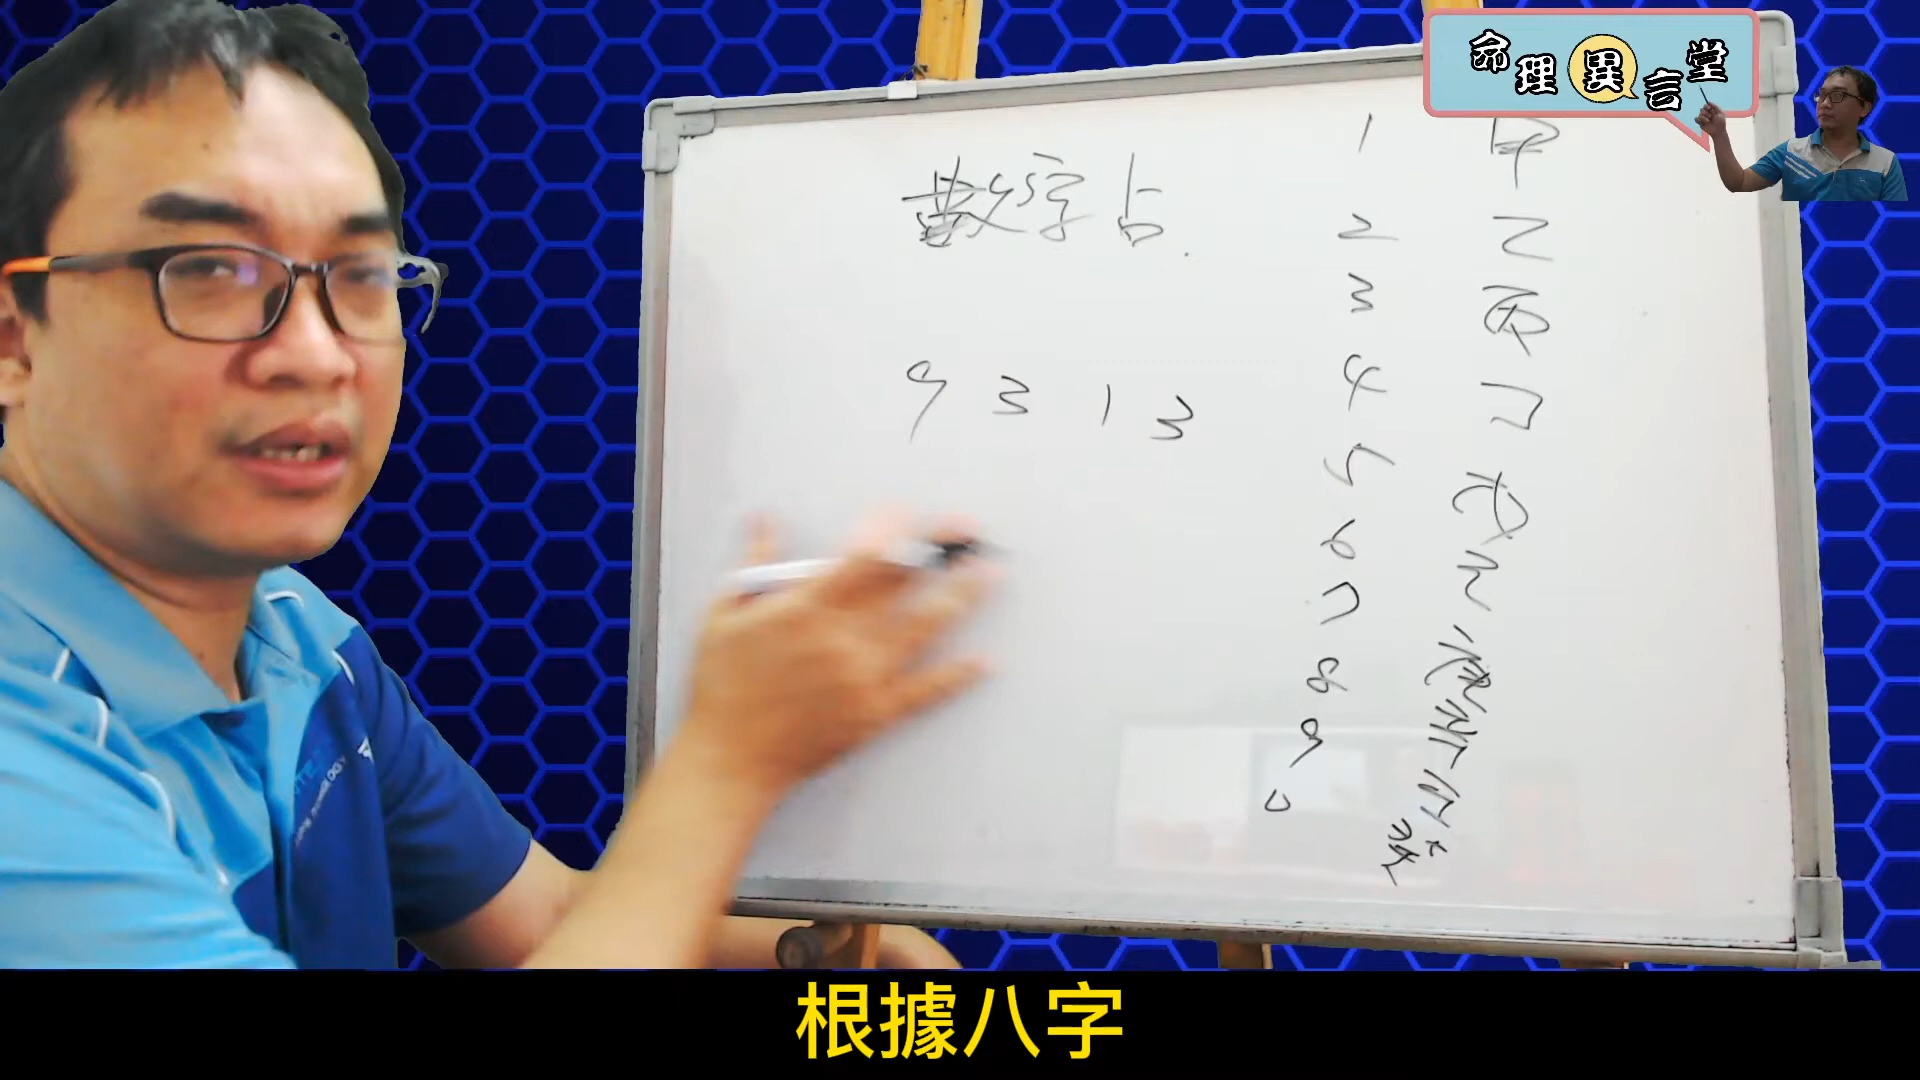 命理異言堂
數字占
9 3 1 3
1 甲
2 乙
3 丙
4 丁
5 戊
6 己
7 庚
8 辛
9 壬
0 癸
根據八字